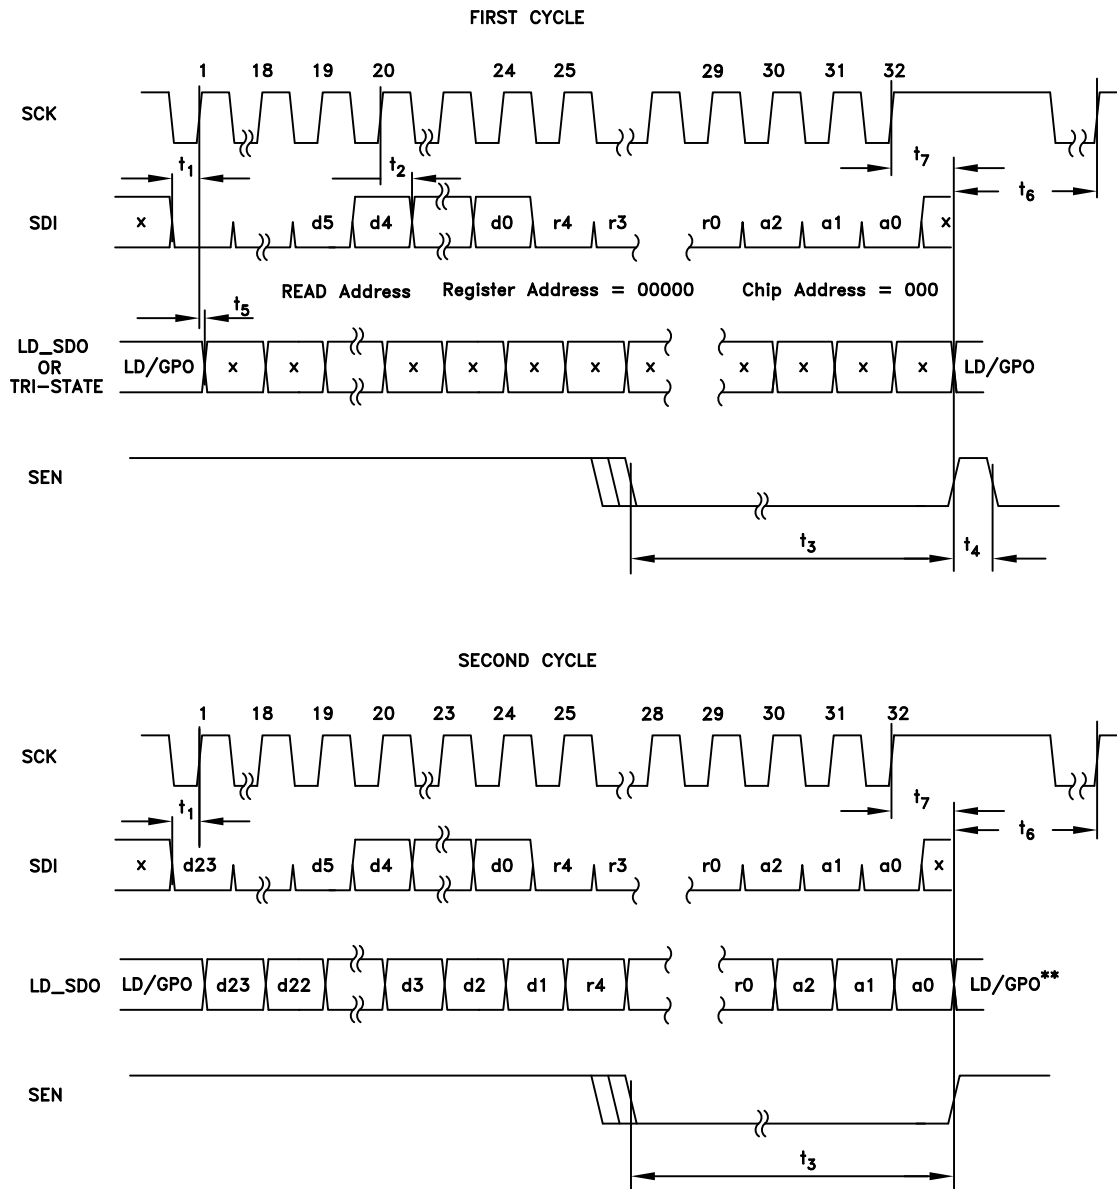 FIRST CYCLE
1 18 19 20 24 25 29 30 31 32
SCK
t1 t2 t7 t6
SDI x d5 d4 d0 r4 r3 r0 a2 a1 a0 x
READ Address Register Address = 00000 Chip Address = 000
t5
LD_SDO
OR
TRI-STATE
LD/GPO x x x x x x x x x x x x LD/GPO
SEN
t3 t4
SECOND CYCLE
1 18 19 20 23 24 25 28 29 30 31 32
SCK
t1 t7 t6
SDI x d23 d5 d4 d0 r4 r3 r0 a2 a1 a0 x
LD_SDO LD/GPO d23 d22 d3 d2 d1 r4 r0 a2 a1 a0 LD/GPO**
SEN
t3